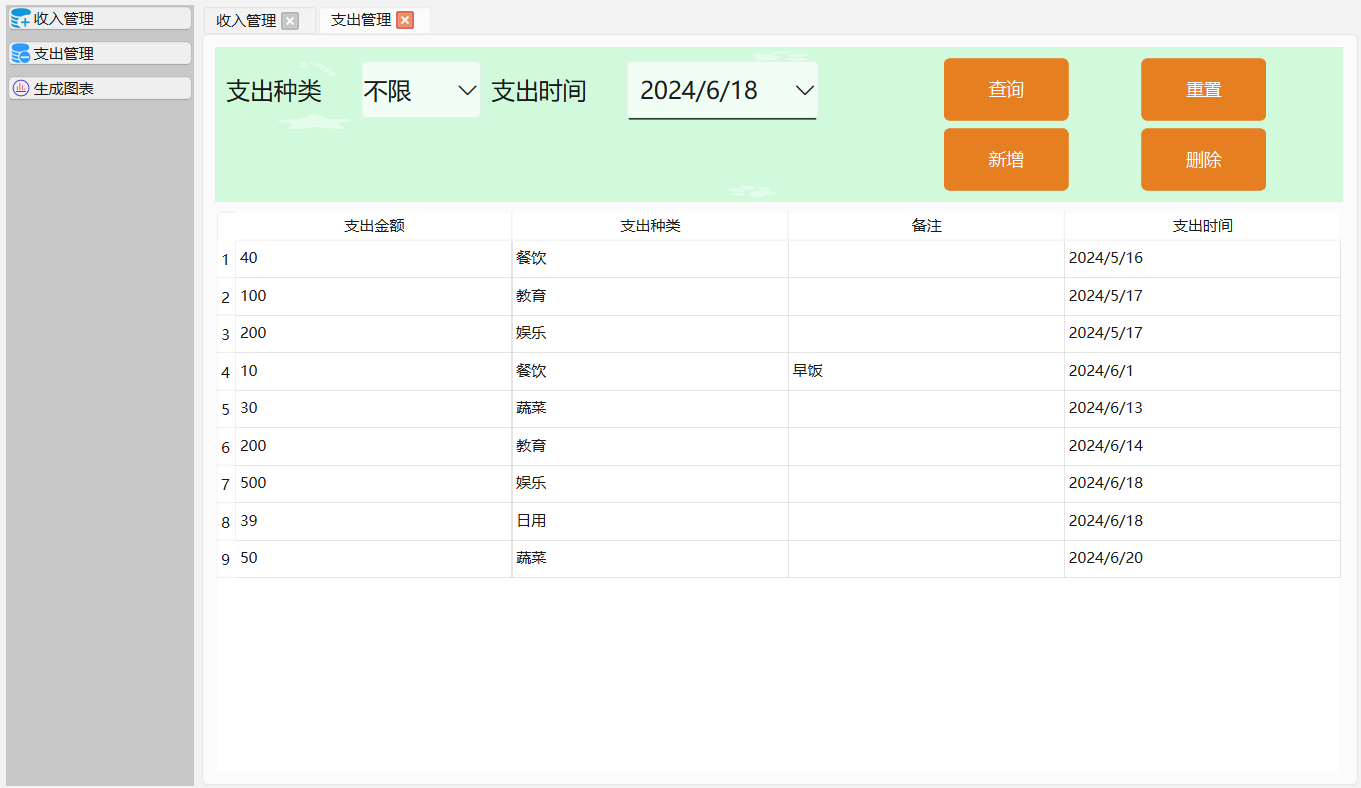 收入管理
支出管理
生成图表
收入管理 支出管理
支出种类 不限 支出时间 2024/6/18 查询 重置
新增 删除
支出金额 支出种类 备注 支出时间
1 40 餐饮 2024/5/16
2 100 教育 2024/5/17
3 200 娱乐 2024/5/17
4 10 餐饮 早饭 2024/6/1
5 30 蔬菜 2024/6/13
6 200 教育 2024/6/14
7 500 娱乐 2024/6/18
8 39 日用 2024/6/18
9 50 蔬菜 2024/6/20